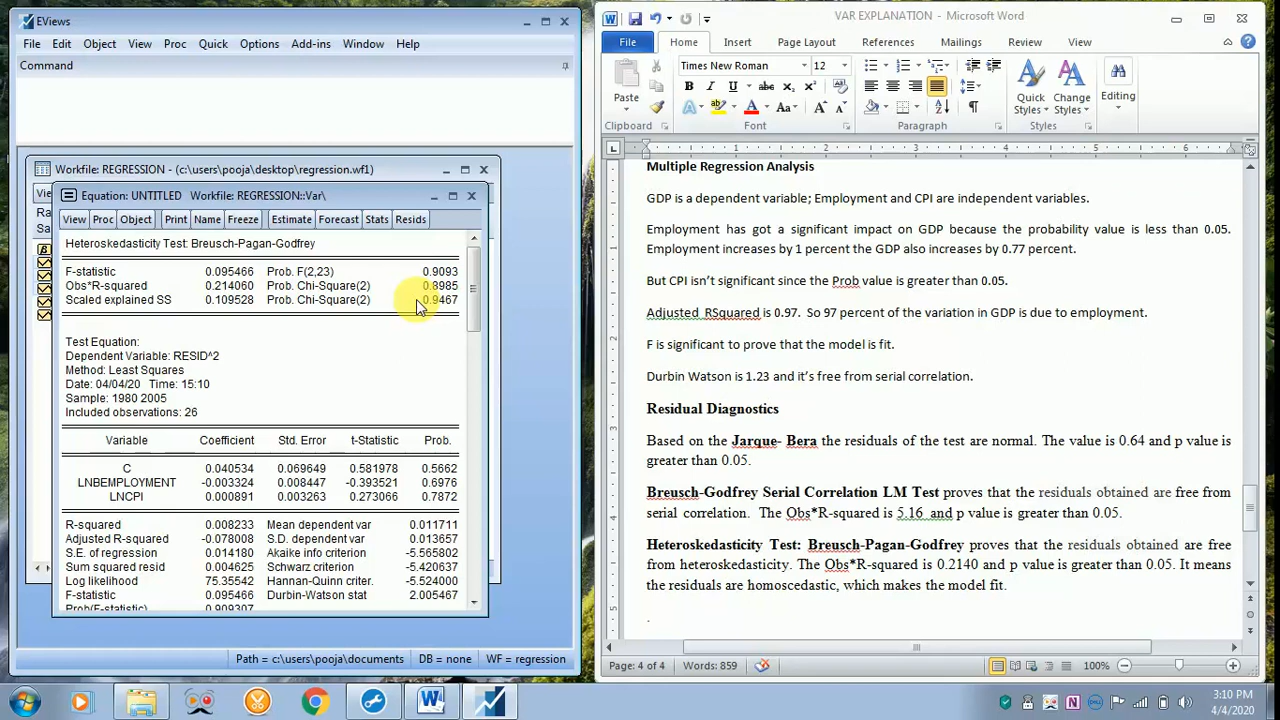 EViews
File Edit Object View Proc Quick Options Add-ins Window Help
Command
Workfile: REGRESSION - (c:\users\pooja\desktop\regression.wf1)
Equation: UNTITLED Workfile: REGRESSION::Var\
View Proc Object Print Name Freeze Estimate Forecast Stats Resids
Heteroskedasticity Test: Breusch-Pagan-Godfrey
F-statistic 0.095466 Prob. F(2,23) 0.9093
Obs*R-squared 0.214060 Prob. Chi-Square(2) 0.8985
Scaled explained SS 0.109528 Prob. Chi-Square(2) 0.9467
Test Equation:
Dependent Variable: RESID^2
Method: Least Squares
Date: 04/04/20 Time: 15:10
Sample: 1980 2005
Included observations: 26
Variable Coefficient Std. Error t-Statistic Prob.
C 0.040534 0.069649 0.581978 0.5662
LNBEMPLOYMENT -0.003324 0.008447 -0.393521 0.6976
LNCPI 0.000891 0.003263 0.273066 0.7872
R-squared 0.008233 Mean dependent var 0.011711
Adjusted R-squared -0.078008 S.D. dependent var 0.013657
S.E. of regression 0.014180 Akaike info criterion -5.565802
Sum squared resid 0.004625 Schwarz criterion -5.420637
Log likelihood 75.35542 Hannan-Quinn criter. -5.524000
F-statistic 0.095466 Durbin-Watson stat 2.005467
Prob(F-statistic) 0.909307
Path = c:\users\pooja\documents DB = none WF = regression
VAR EXPLANATION - Microsoft Word
File Home Insert Page Layout References Mailings Review View
Times New Roman 12
Paste
Quick Styles
Change Styles
Editing
Clipboard Font Paragraph Styles
Multiple Regression Analysis
GDP is a dependent variable; Employment and CPI are independent variables.
Employment has got a significant impact on GDP because the probability value is less than 0.05.
Employment increases by 1 percent the GDP also increases by 0.77 percent.
But CPI isn't significant since the Prob value is greater than 0.05.
Adjusted RSquared is 0.97. So 97 percent of the variation in GDP is due to employment.
F is significant to prove that the model is fit.
Durbin Watson is 1.23 and it's free from serial correlation.
Residual Diagnostics
Based on the Jarque- Bera the residuals of the test are normal. The value is 0.64 and p value is
greater than 0.05.
Breusch-Godfrey Serial Correlation LM Test proves that the residuals obtained are free from
serial correlation. The Obs*R-squared is 5.16 and p value is greater than 0.05.
Heteroskedasticity Test: Breusch-Pagan-Godfrey proves that the residuals obtained are free
from heteroskedasticity. The Obs*R-squared is 0.2140 and p value is greater than 0.05. It means
the residuals are homoscedastic, which makes the model fit.
.
Page: 4 of 4 Words: 859 100%
3:10 PM
4/4/2020